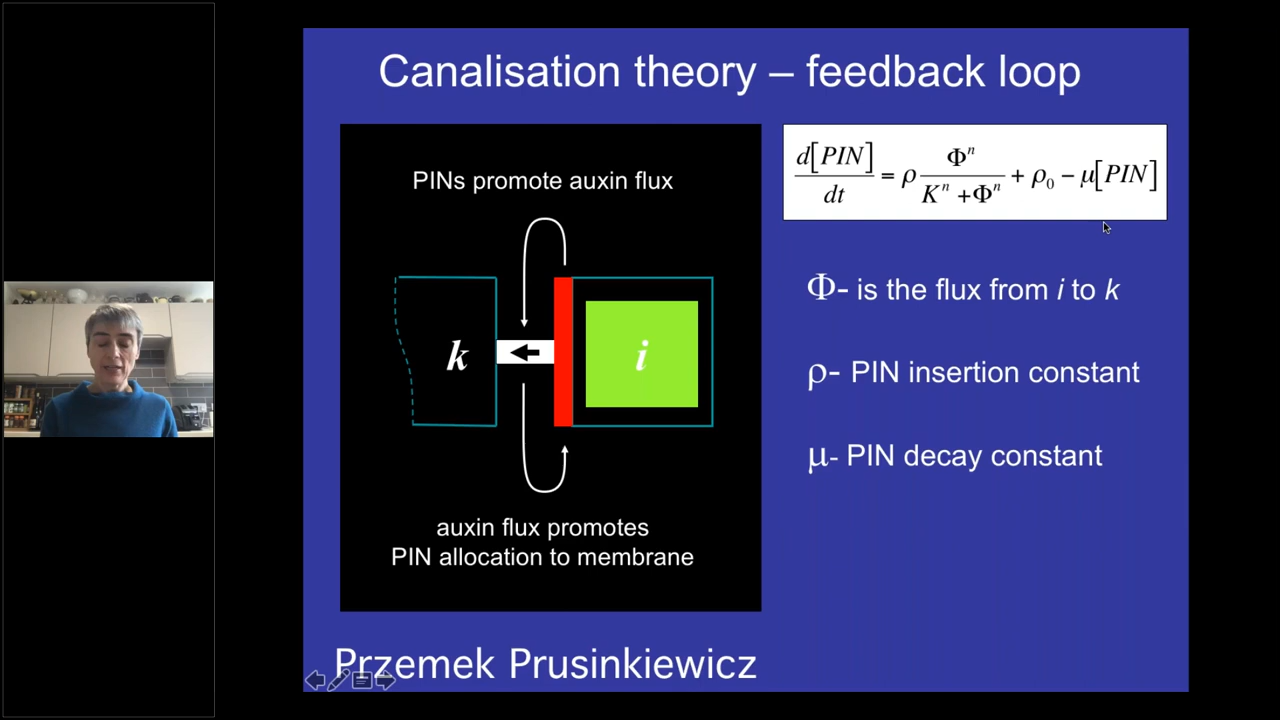 Canalisation theory – feedback loop
PINs promote auxin flux
k
i
auxin flux promotes
PIN allocation to membrane
d[PIN]/dt = ρ Φⁿ/(Kⁿ+Φⁿ) + ρ₀ − μ[PIN]
Φ- is the flux from i to k
ρ- PIN insertion constant
μ- PIN decay constant
Przemek Prusinkiewicz